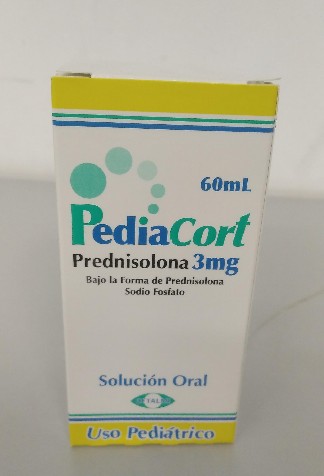 60mL
PediaCort
Prednisolona 3mg
Bajo la Forma de Prednisolona
Sodio Fosfato
Solución Oral
Uso Pediátrico